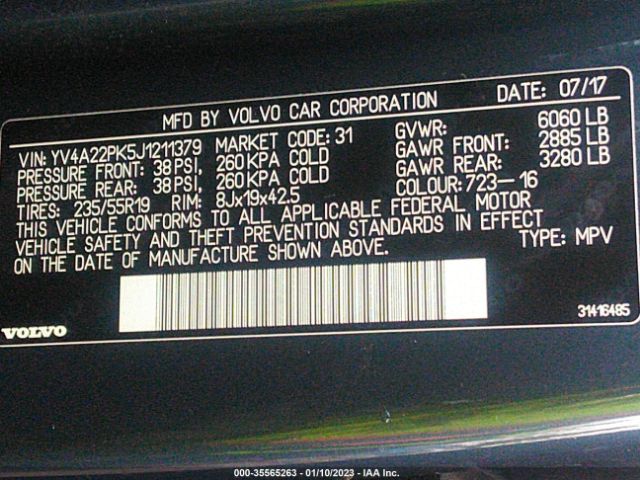 MFD BY VOLVO CAR CORPORATION DATE: 07/17
VIN: YV4A22PK5J1211379 MARKET CODE: 31 GVWR: 6060 LB
PRESSURE FRONT: 38 PSI, 260 KPA COLD GAWR FRONT: 2885 LB
PRESSURE REAR: 38 PSI, 260 KPA COLD GAWR REAR: 3280 LB
TIRES: 235/55R19 RIM: 8Jx19x42.5 COLOUR: 723-16
THIS VEHICLE CONFORMS TO ALL APPLICABLE FEDERAL MOTOR
VEHICLE SAFETY AND THEFT PREVENTION STANDARDS IN EFFECT
ON THE DATE OF MANUFACTURE SHOWN ABOVE. TYPE: MPV
VOLVO 31416485
000-35565263 - 01/10/2023 - IAA Inc.